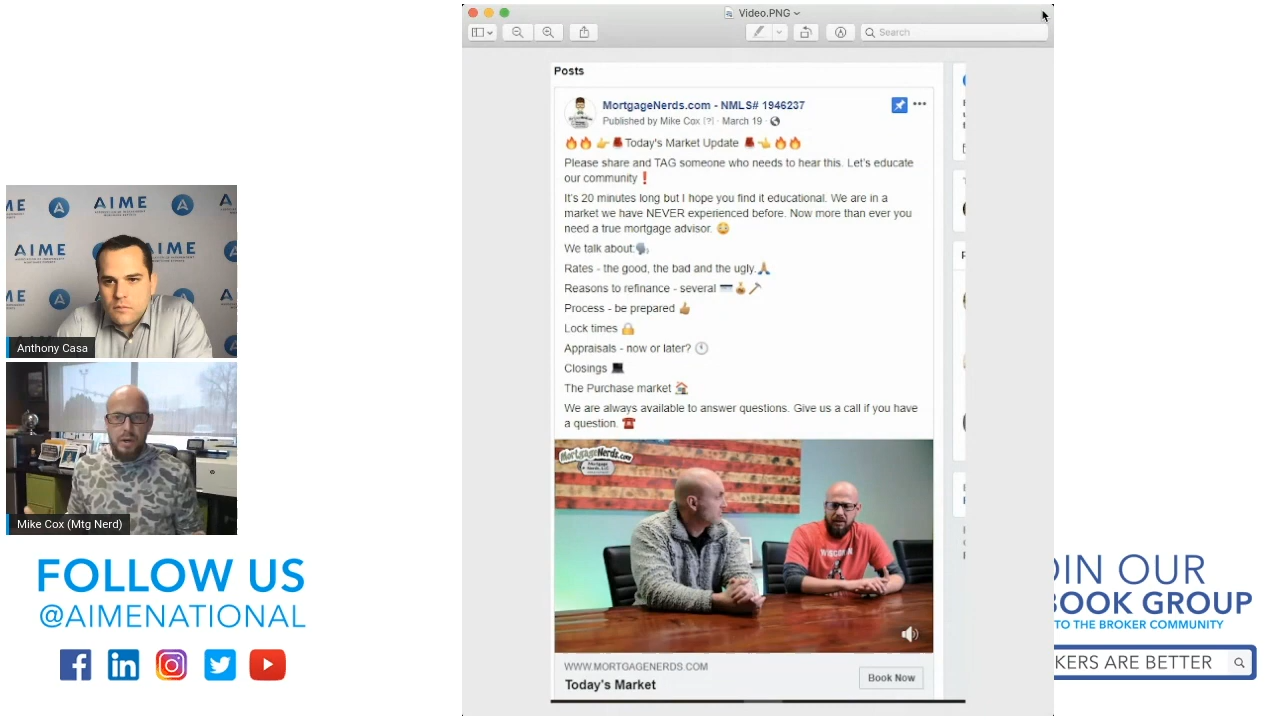 Video.PNG
Search
Posts
MortgageNerds.com - NMLS# 1946237
Published by Mike Cox [?] · March 19 ·
Today's Market Update
Please share and TAG someone who needs to hear this. Let's educate
our community
It's 20 minutes long but I hope you find it educational. We are in a
market we have NEVER experienced before. Now more than ever you
need a true mortgage advisor.
We talk about:
Rates - the good, the bad and the ugly.
Reasons to refinance - several
Process - be prepared
Lock times
Appraisals - now or later?
Closings
The Purchase market
We are always available to answer questions. Give us a call if you have
a question.
MortgageNerds.com
WISCONSIN
WWW.MORTGAGENERDS.COM
Today's Market
Book Now
AIME
AIME
Anthony Casa
Mike Cox (Mtg Nerd)
FOLLOW US
@AIMENATIONAL
OIN OUR
BOOK GROUP
TO THE BROKER COMMUNITY
KERS ARE BETTER